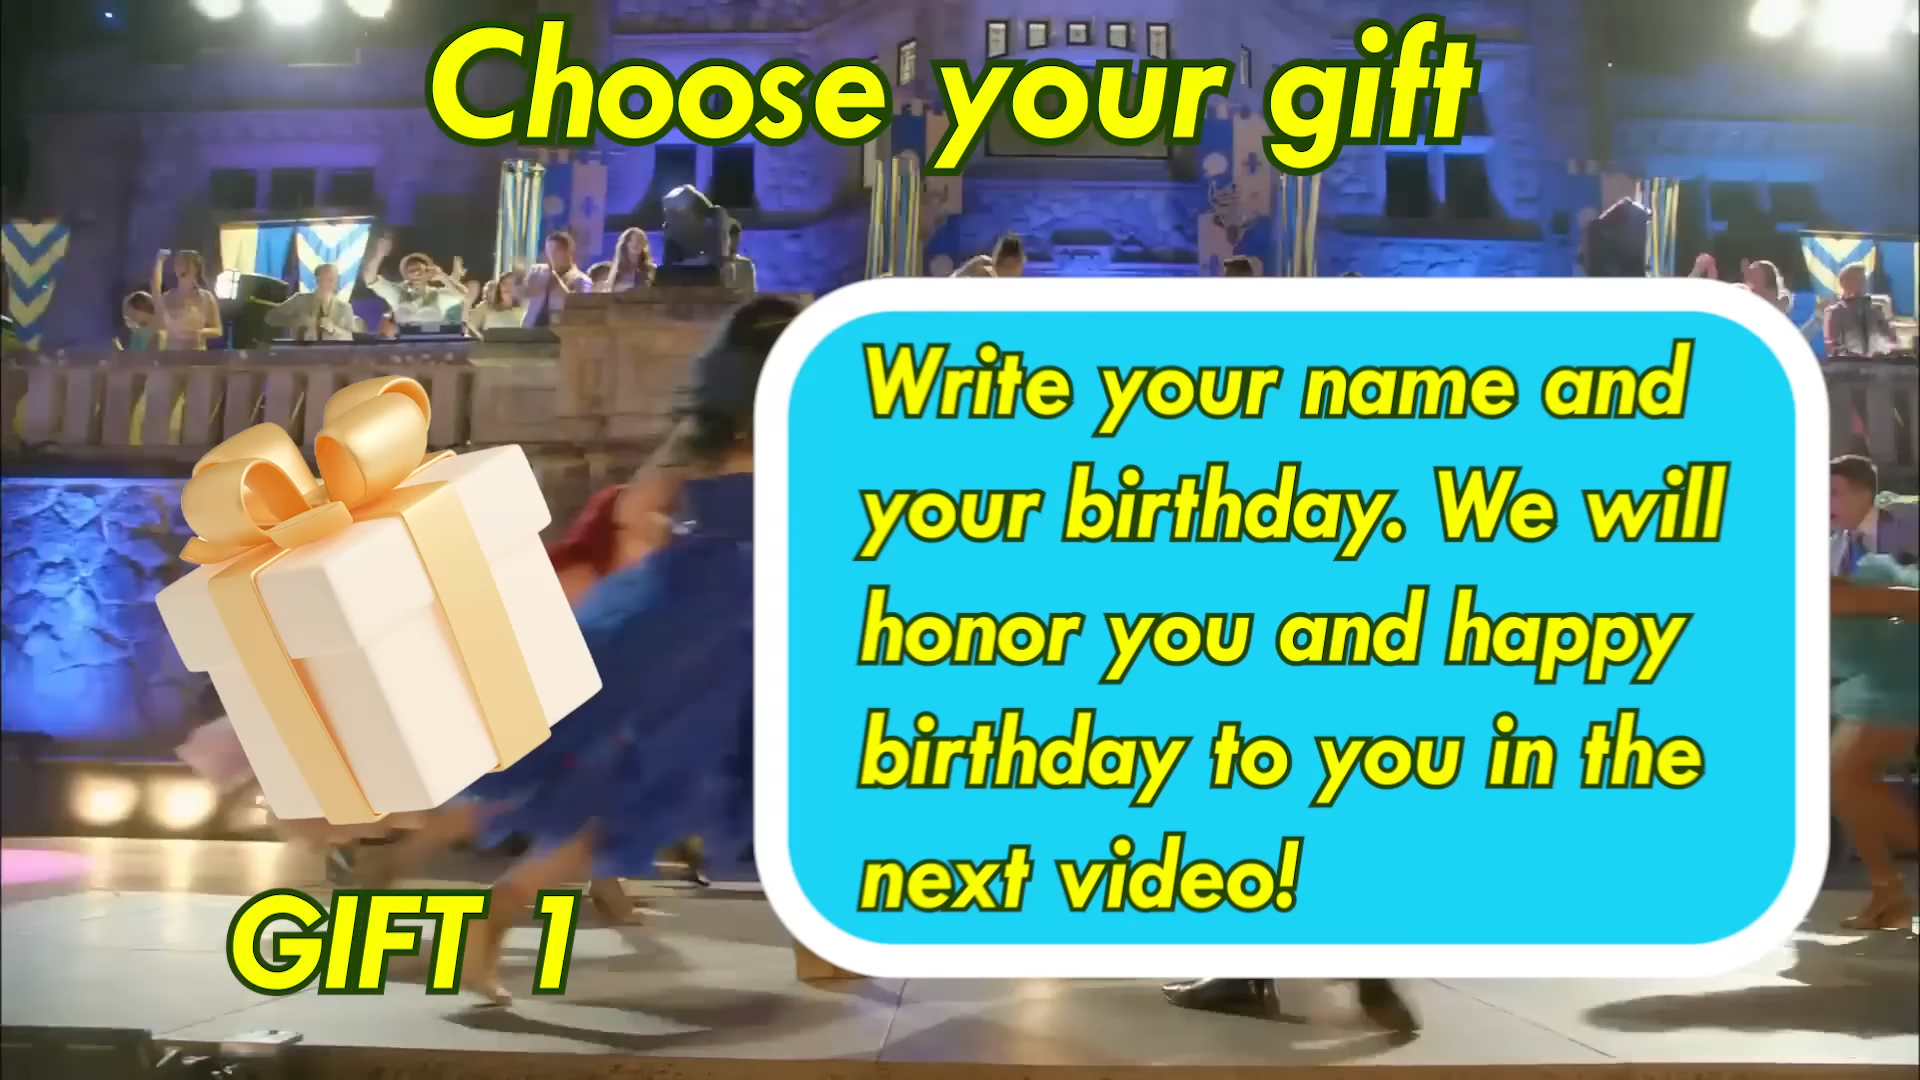 Choose your gift
Write your name and
your birthday. We will
honor you and happy
birthday to you in the
next video!
GIFT 1